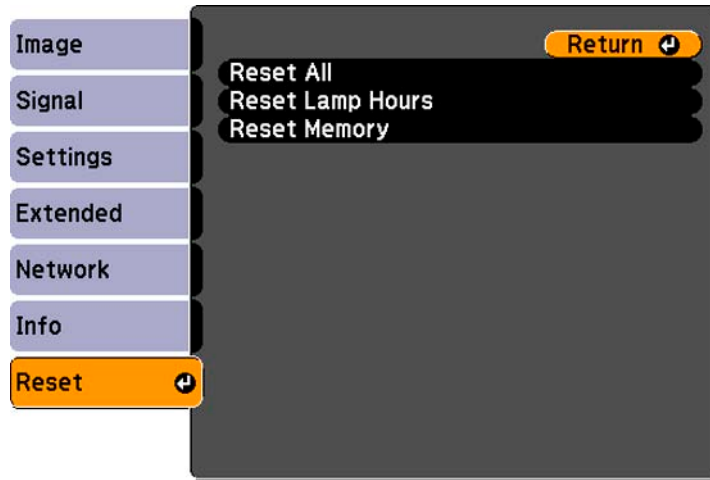 Image
Signal
Settings
Extended
Network
Info
Reset
Return
Reset All
Reset Lamp Hours
Reset Memory